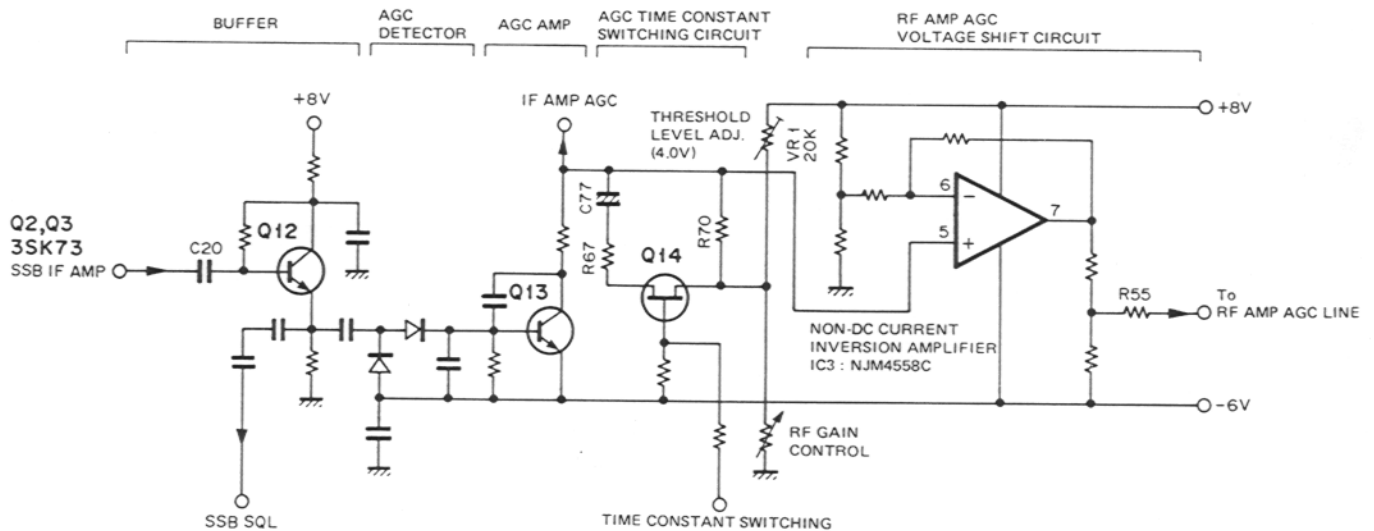 BUFFER
AGC
DETECTOR
AGC AMP
AGC TIME CONSTANT
SWITCHING CIRCUIT
RF AMP AGC
VOLTAGE SHIFT CIRCUIT
+8V
IF AMP AGC
THRESHOLD
LEVEL ADJ.
(4.0V)
VR1
20K
+8V
Q2,Q3
3SK73
SSB IF AMP
C20
Q12
C77
R67
Q14
R70
6
−
5
+
7
Q13
R55
To
RF AMP AGC LINE
NON-DC CURRENT
INVERSION AMPLIFIER
IC3 : NJM4558C
-6V
RF GAIN
CONTROL
SSB SQL
TIME CONSTANT SWITCHING